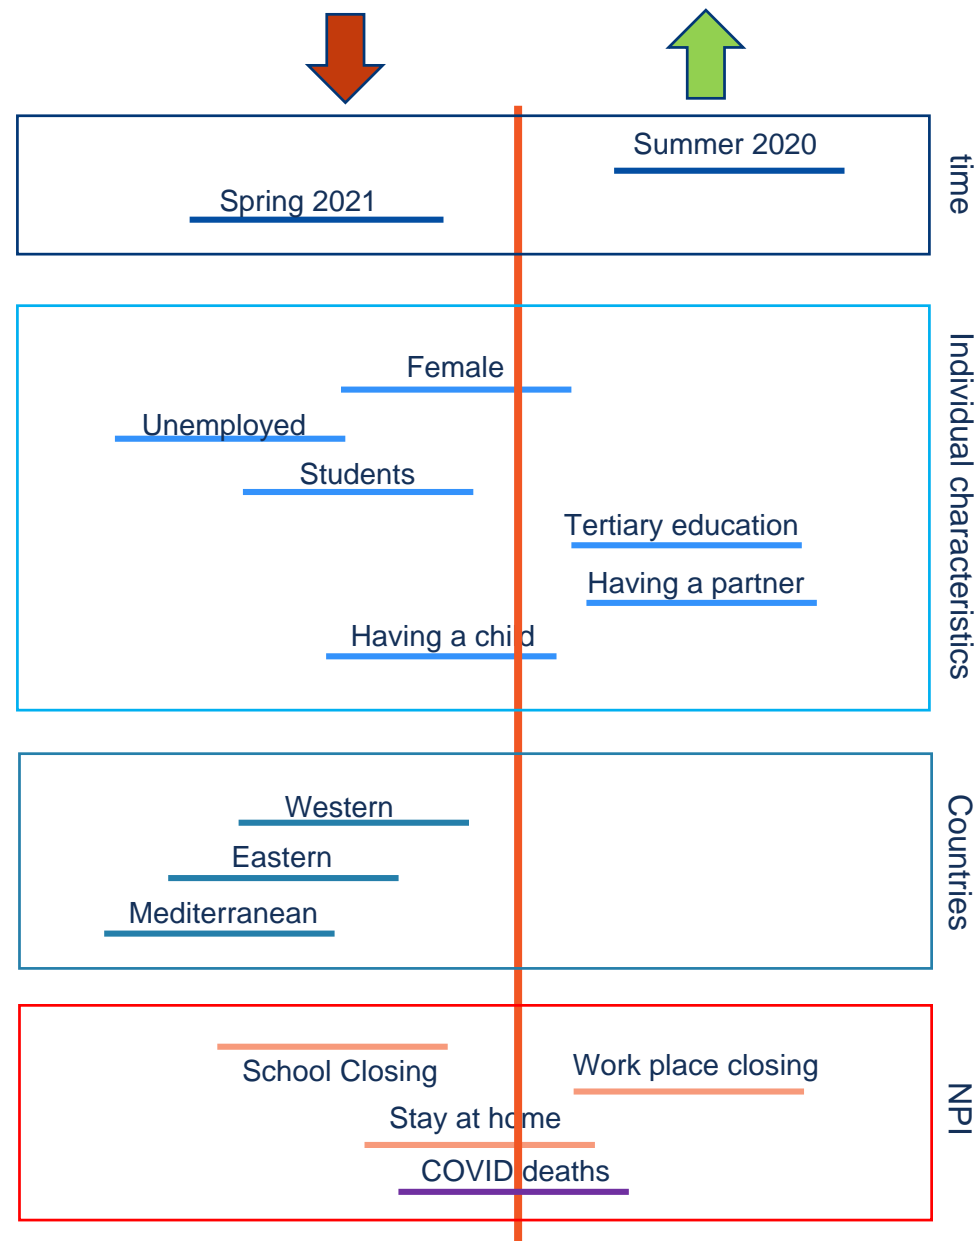 Summer 2020
Spring 2021
time
Female
Unemployed
Students
Tertiary education
Having a partner
Having a child
Individual characteristics
Western
Eastern
Mediterranean
Countries
School Closing
Work place closing
Stay at home
COVID deaths
NPI